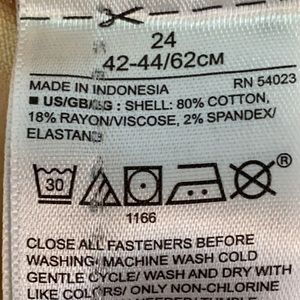 24
42-44/62CM
MADE IN INDONESIA RN 54023
■ US/GB/ : SHELL: 80% COTTON,
18% RAYON/VISCOSE, 2% SPANDEX/
ELASTANE
30
®
1166
CLOSE ALL FASTENERS BEFORE
WASHING- MACHINE WASH COLD
GENTLE CYCLE/ WASH AND DRY WITH
LIKE COLORS/ ONLY NON-CHLORINE